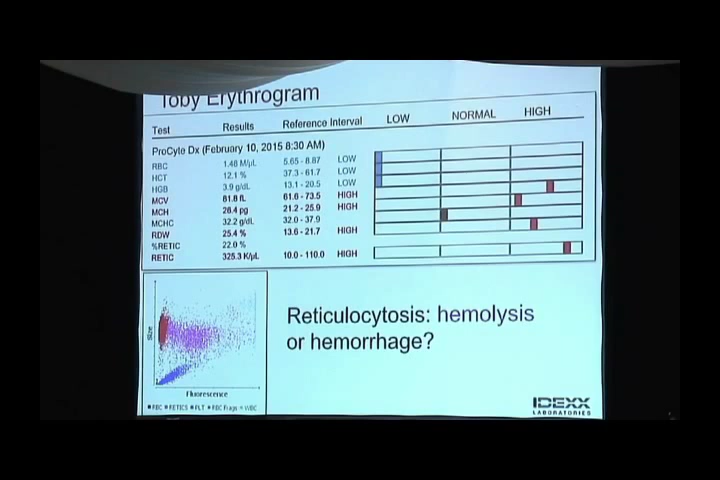 Toby Erythrogram
Test Results Reference Interval LOW NORMAL HIGH
ProCyte Dx (February 10, 2015 8:30 AM)
RBC 1.48 M/µL 5.65 - 8.87 LOW
HCT 12.1 % 37.3 - 61.7 LOW
HGB 3.9 g/dL 13.1 - 20.5 LOW
MCV 81.8 fL 61.6 - 73.5 HIGH
MCH 26.4 pg 21.2 - 25.9 HIGH
MCHC 32.2 g/dL 32.0 - 37.9
RDW 25.4 % 13.6 - 21.7 HIGH
%RETIC 22.0 %
RETIC 325.3 K/µL 10.0 - 110.0 HIGH
Size
Fluorescence
RBC RETICS PLT RBC Frags WBC
Reticulocytosis: hemolysis
or hemorrhage?
IDEXX
LABORATORIES